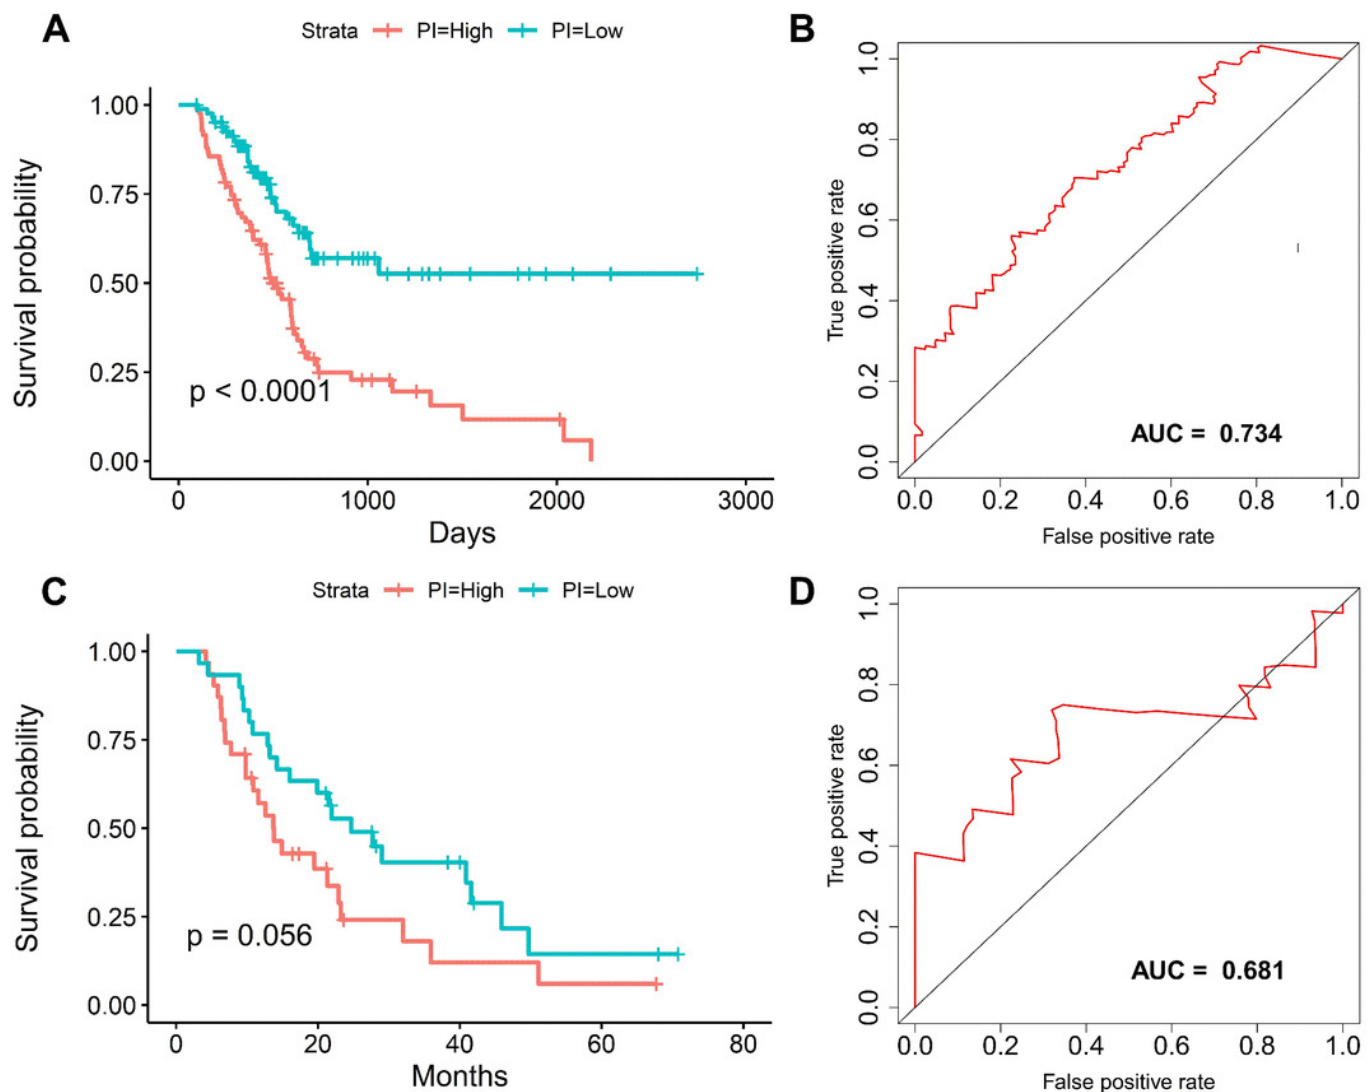 A
Strata PI=High PI=Low
Survival probability
1.00
0.75
0.50
0.25
0.00
p < 0.0001
0 1000 2000 3000
Days
B
True positive rate
1.0
0.8
0.6
0.4
0.2
0.0
AUC = 0.734
0.0 0.2 0.4 0.6 0.8 1.0
False positive rate
C
Strata PI=High PI=Low
Survival probability
1.00
0.75
0.50
0.25
0.00
p = 0.056
0 20 40 60 80
Months
D
True positive rate
1.0
0.8
0.6
0.4
0.2
0.0
AUC = 0.681
0.0 0.2 0.4 0.6 0.8 1.0
False positive rate